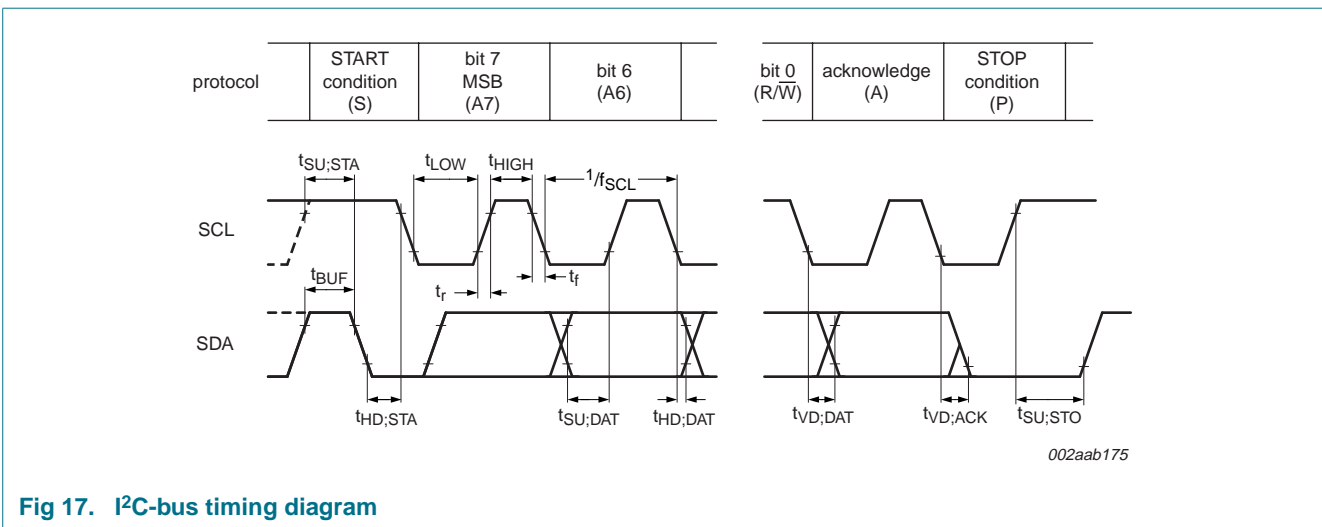 protocol
START
condition
(S)
bit 7
MSB
(A7)
bit 6
(A6)
bit 0
(R/W̅)
acknowledge
(A)
STOP
condition
(P)
tSU;STA
tLOW
tHIGH
1/fSCL
SCL
tBUF
tr
tf
SDA
tHD;STA
tSU;DAT
tHD;DAT
tVD;DAT
tVD;ACK
tSU;STO
002aab175
Fig 17. I²C-bus timing diagram